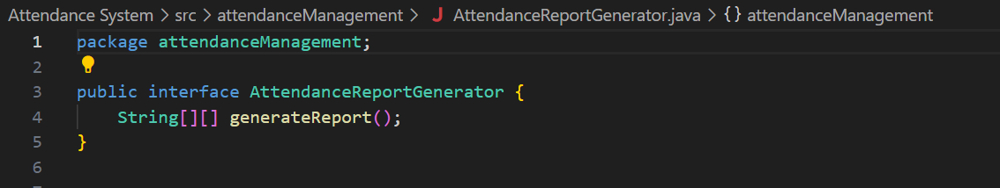 Attendance System > src > attendanceManagement > J AttendanceReportGenerator.java > {} attendanceManagement
1 package attendanceManagement;
2
3 public interface AttendanceReportGenerator {
4 String[][] generateReport();
5 }
6